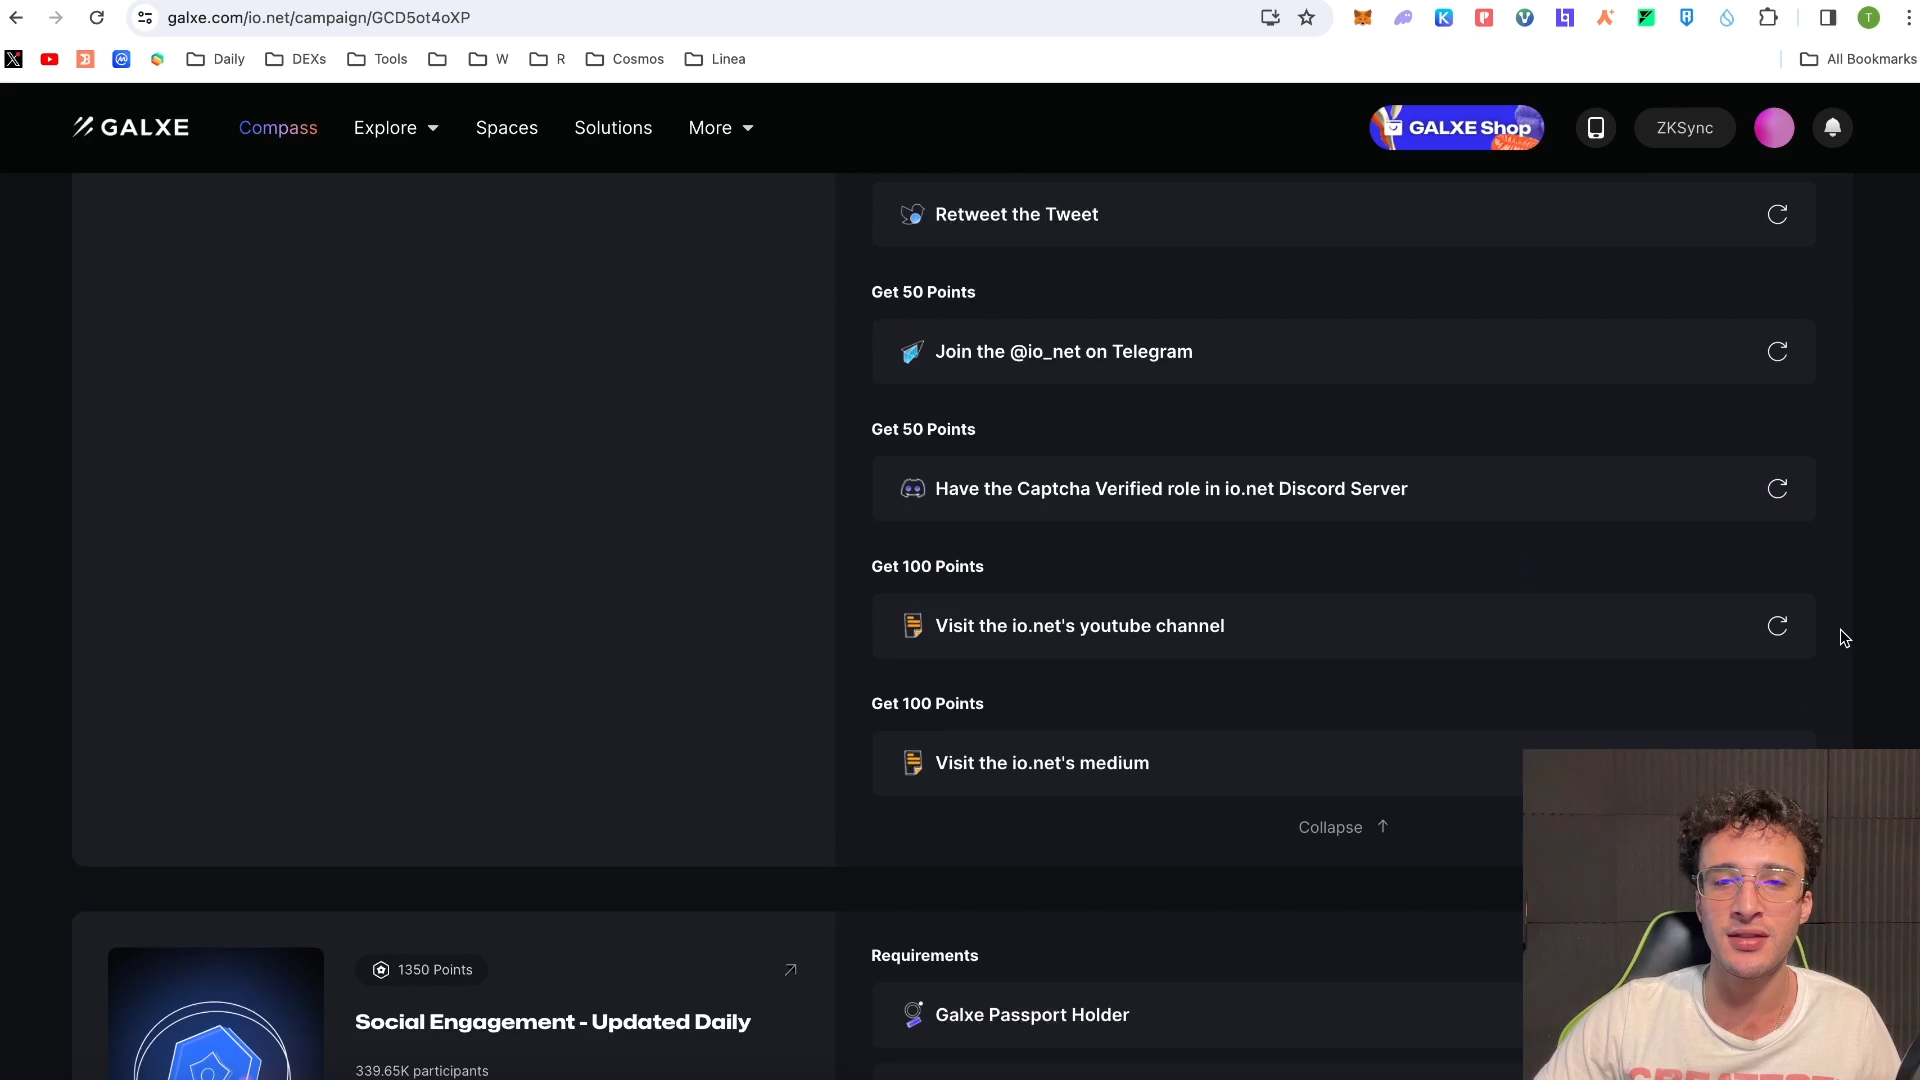 galxe.com/io.net/campaign/GCD5ot4oXP
T
Daily
DEXs
Tools
W
R
Cosmos
Linea
All Bookmarks
GALXE
Compass
Explore
Spaces
Solutions
More
GALXE Shop
ZKSync
Retweet the Tweet
Get 50 Points
Join the @io_net on Telegram
Get 50 Points
Have the Captcha Verified role in io.net Discord Server
Get 100 Points
Visit the io.net's youtube channel
Get 100 Points
Visit the io.net's medium
Collapse
1350 Points
Social Engagement - Updated Daily
339.65K participants
Requirements
Galxe Passport Holder